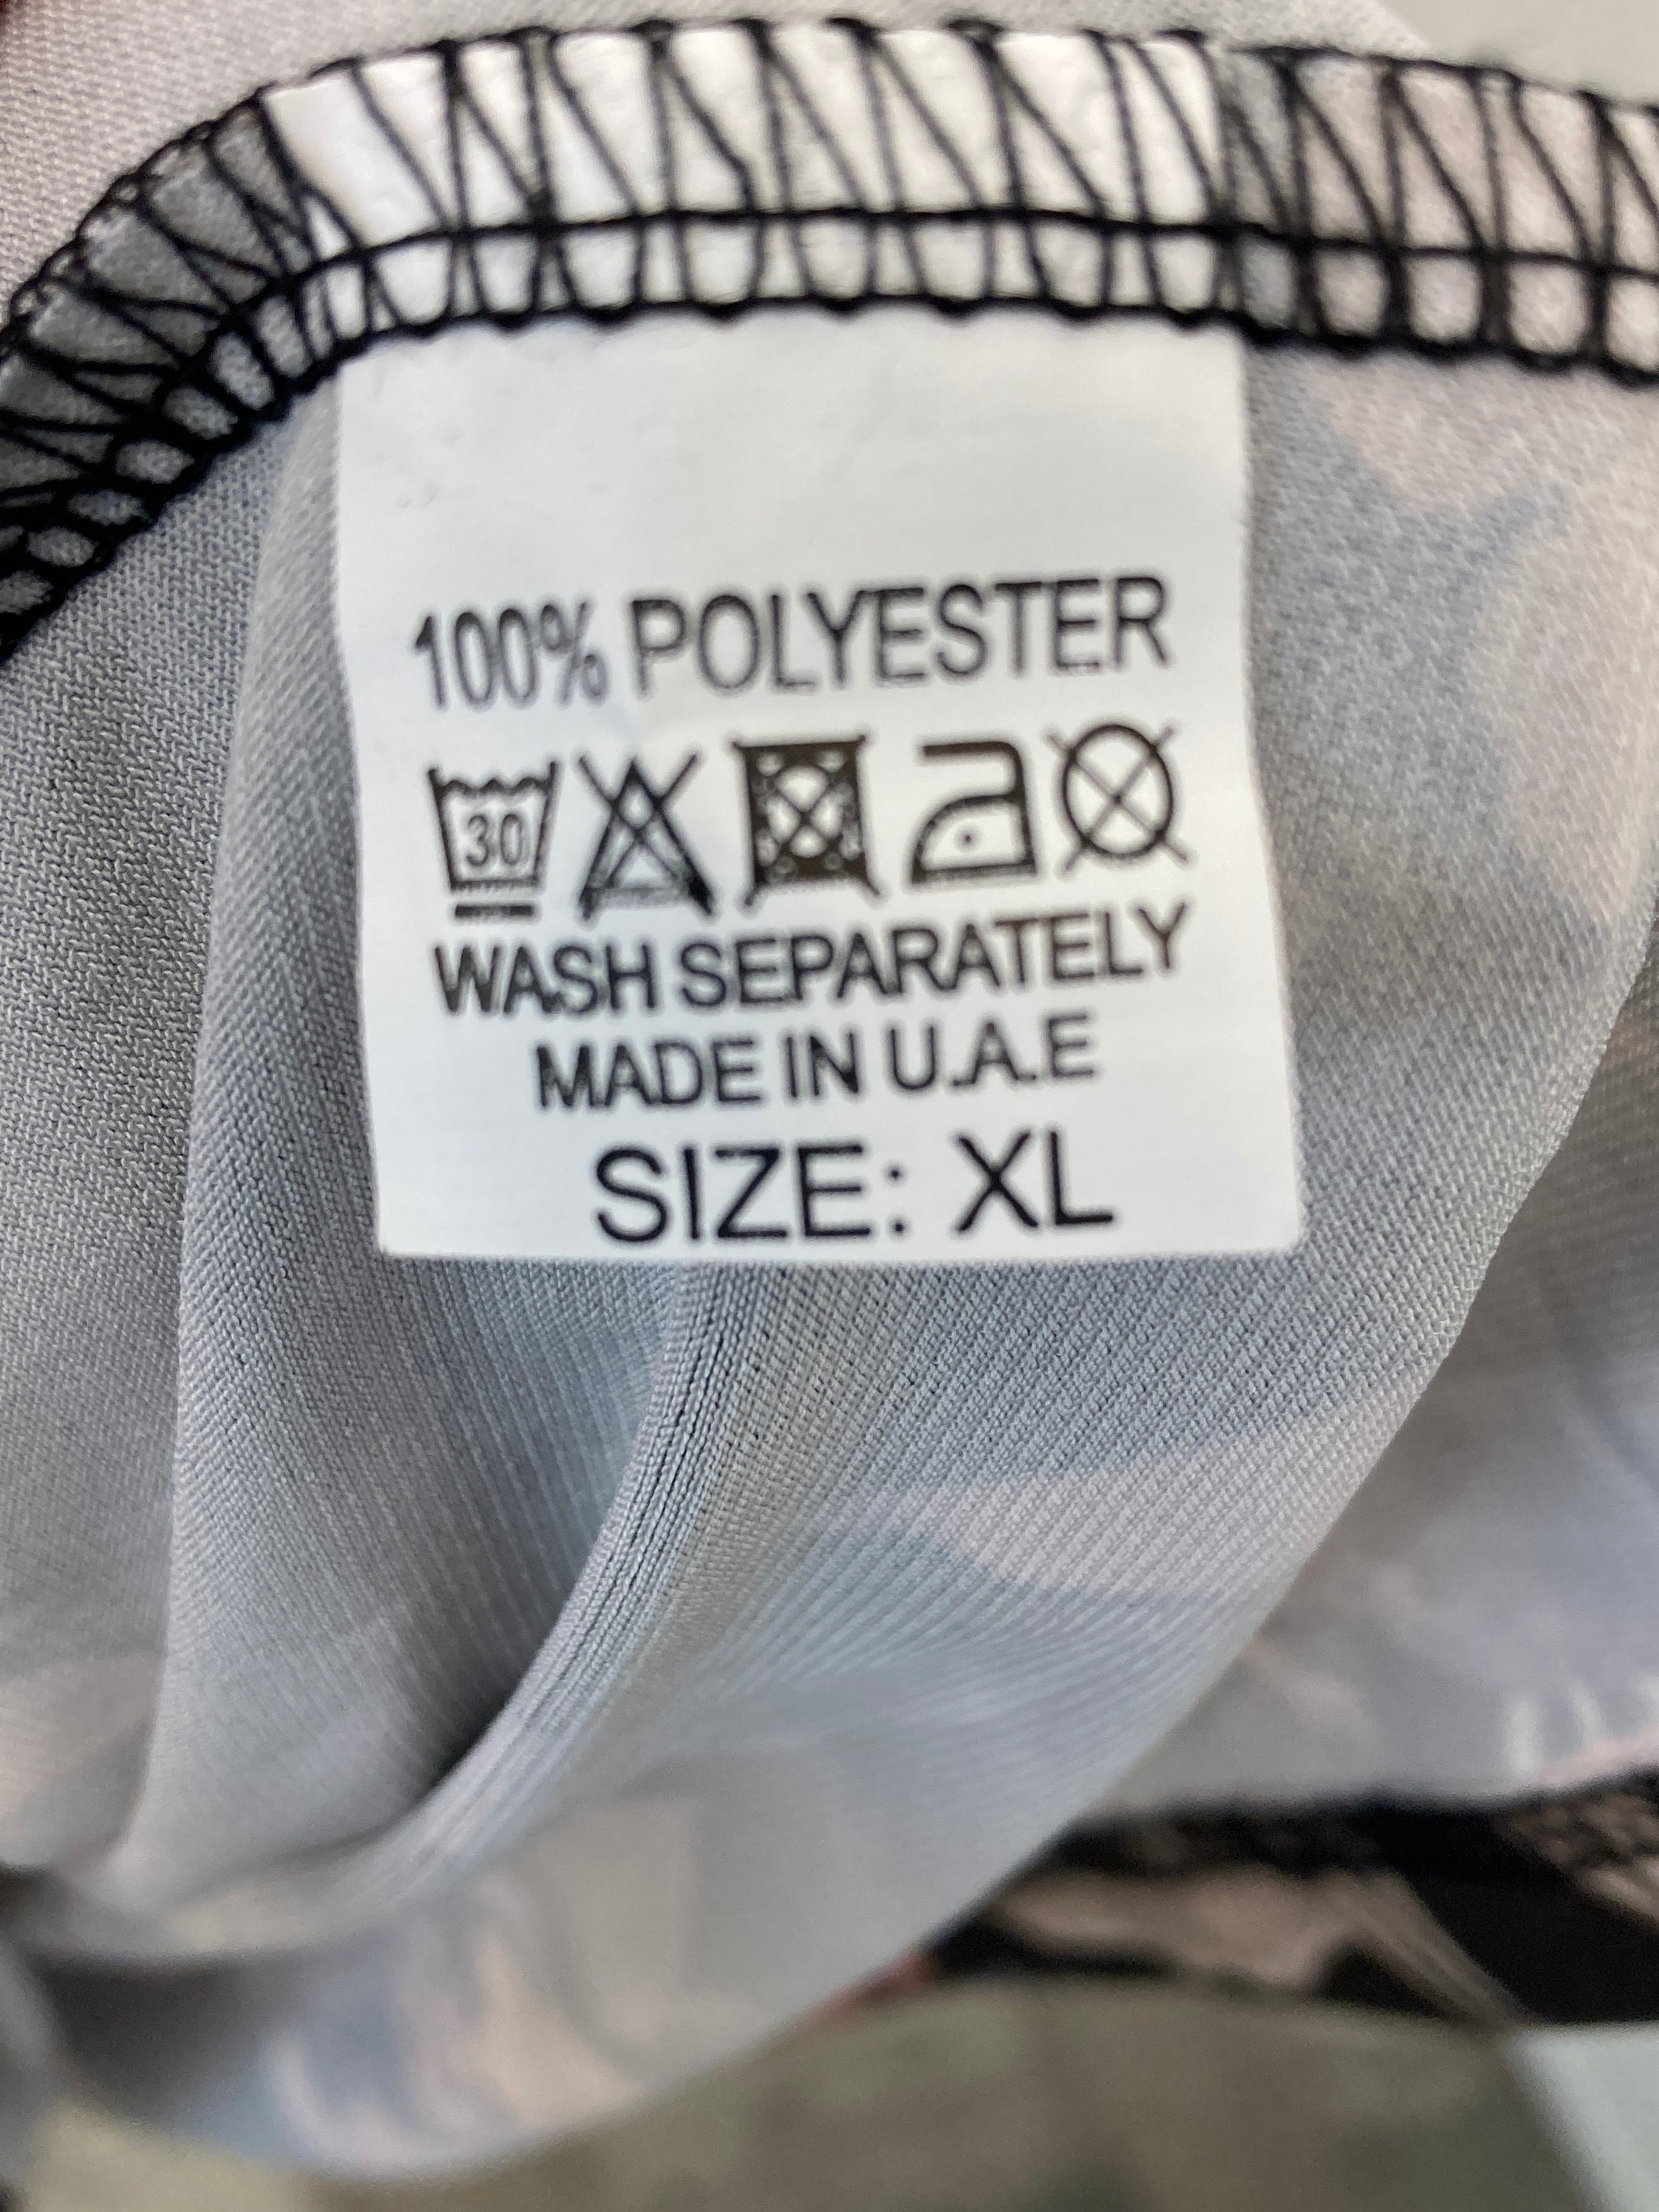 100% POLYESTER
30
WASH SEPARATELY
MADE IN U.A.E
SIZE: XL